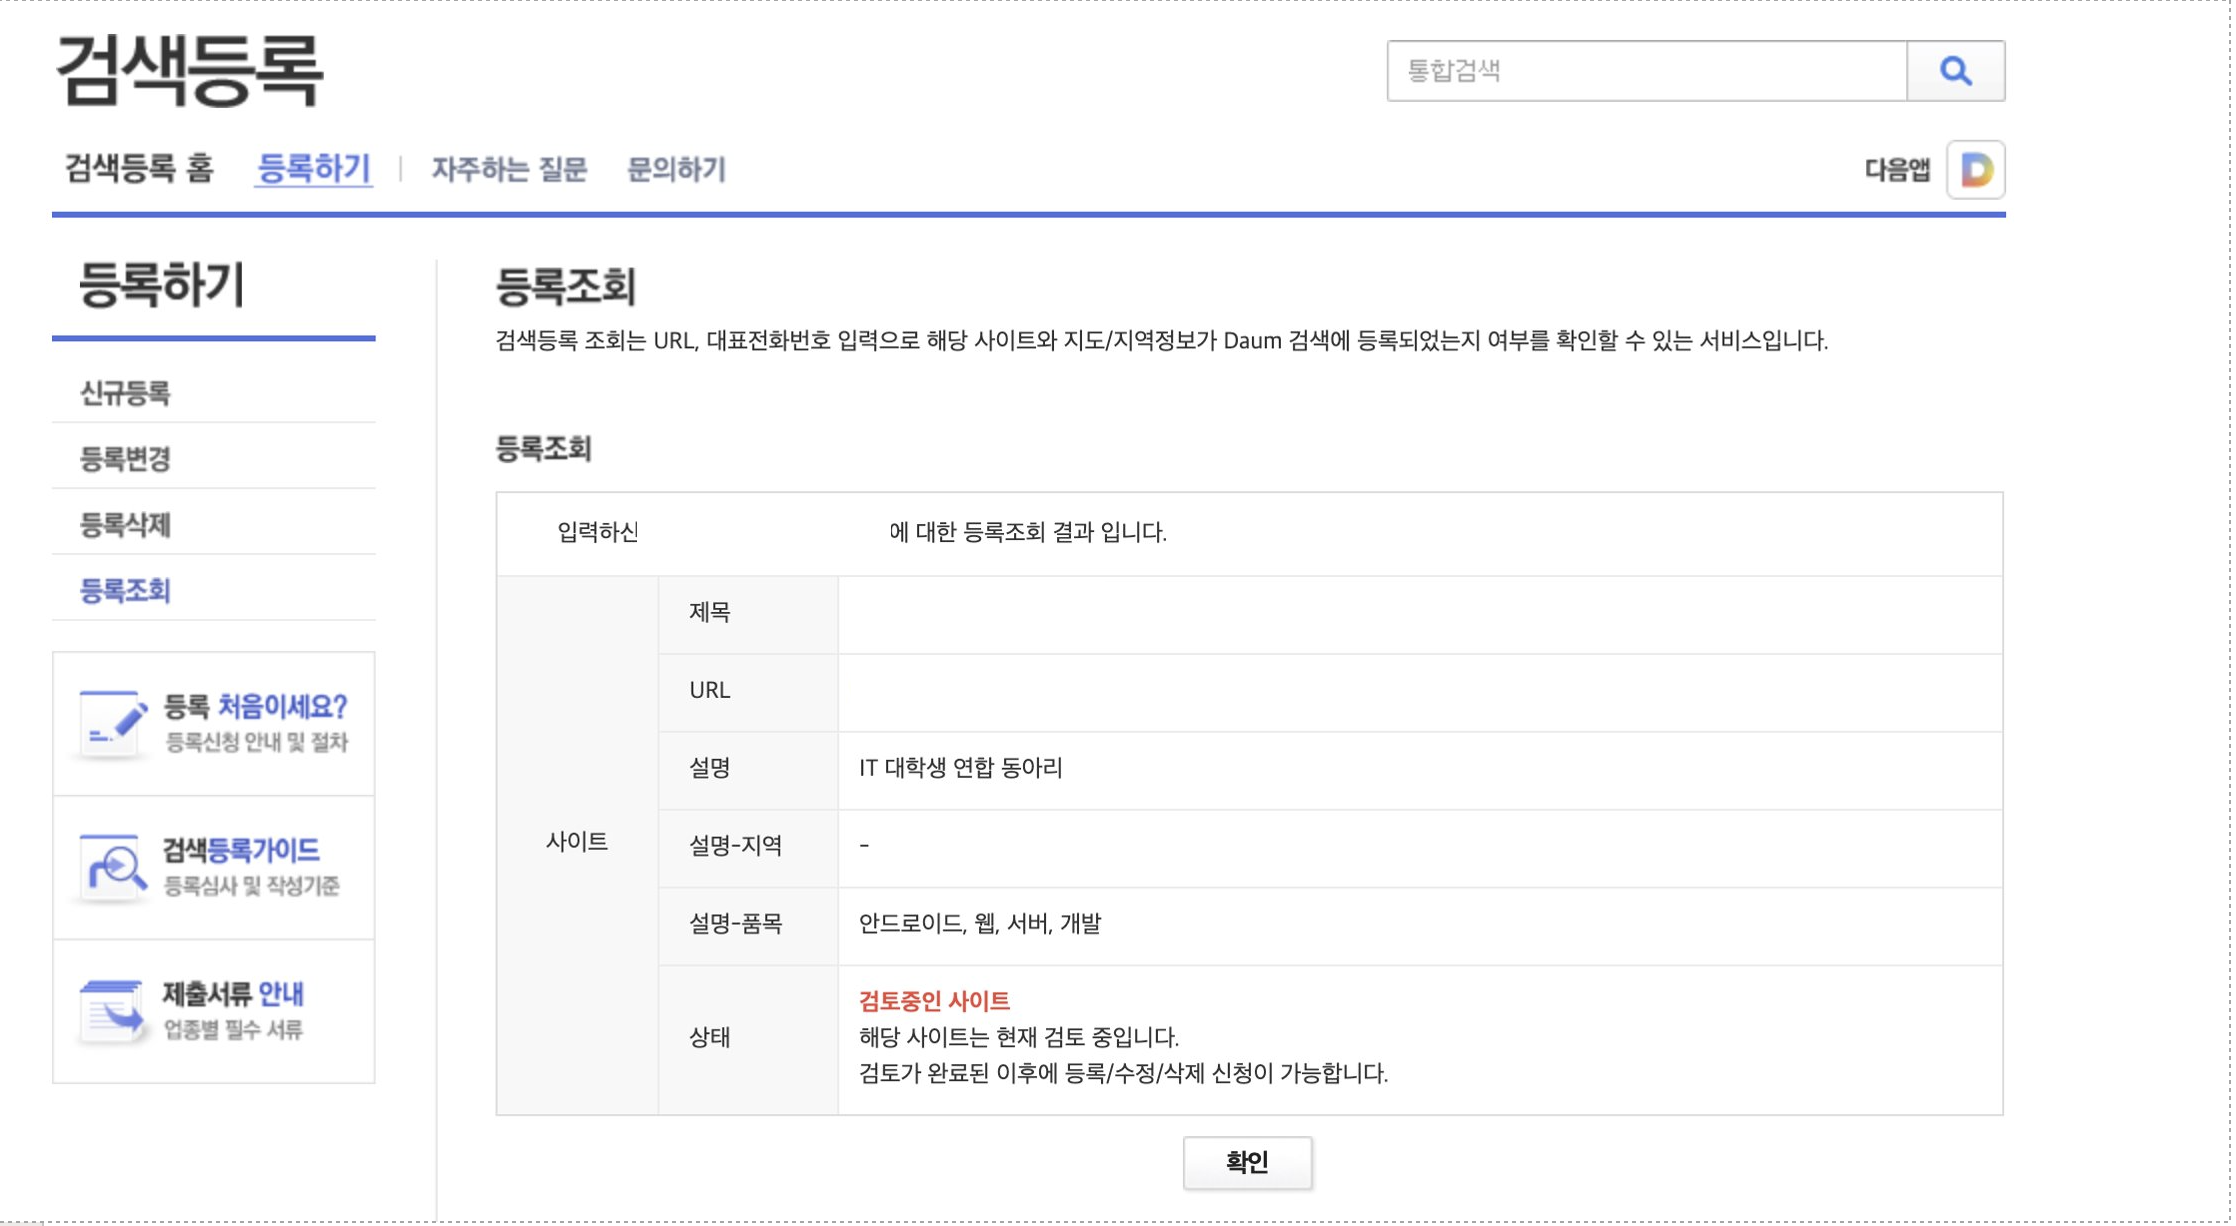 검색등록
통합검색
검색등록 홈 등록하기 | 자주하는 질문 문의하기
다음앱 D
등록하기
신규등록
등록변경
등록삭제
등록조회
등록 처음이세요?
등록신청 안내 및 절차
검색등록가이드
등록심사 및 작성기준
제출서류 안내
업종별 필수 서류
등록조회
검색등록 조회는 URL, 대표전화번호 입력으로 해당 사이트와 지도/지역정보가 Daum 검색에 등록되었는지 여부를 확인할 수 있는 서비스입니다.
등록조회
입력하신 에 대한 등록조회 결과 입니다.
사이트
제목
URL
설명 IT 대학생 연합 동아리
설명-지역 -
설명-품목 안드로이드, 웹, 서버, 개발
상태
검토중인 사이트
해당 사이트는 현재 검토 중입니다.
검토가 완료된 이후에 등록/수정/삭제 신청이 가능합니다.
확인